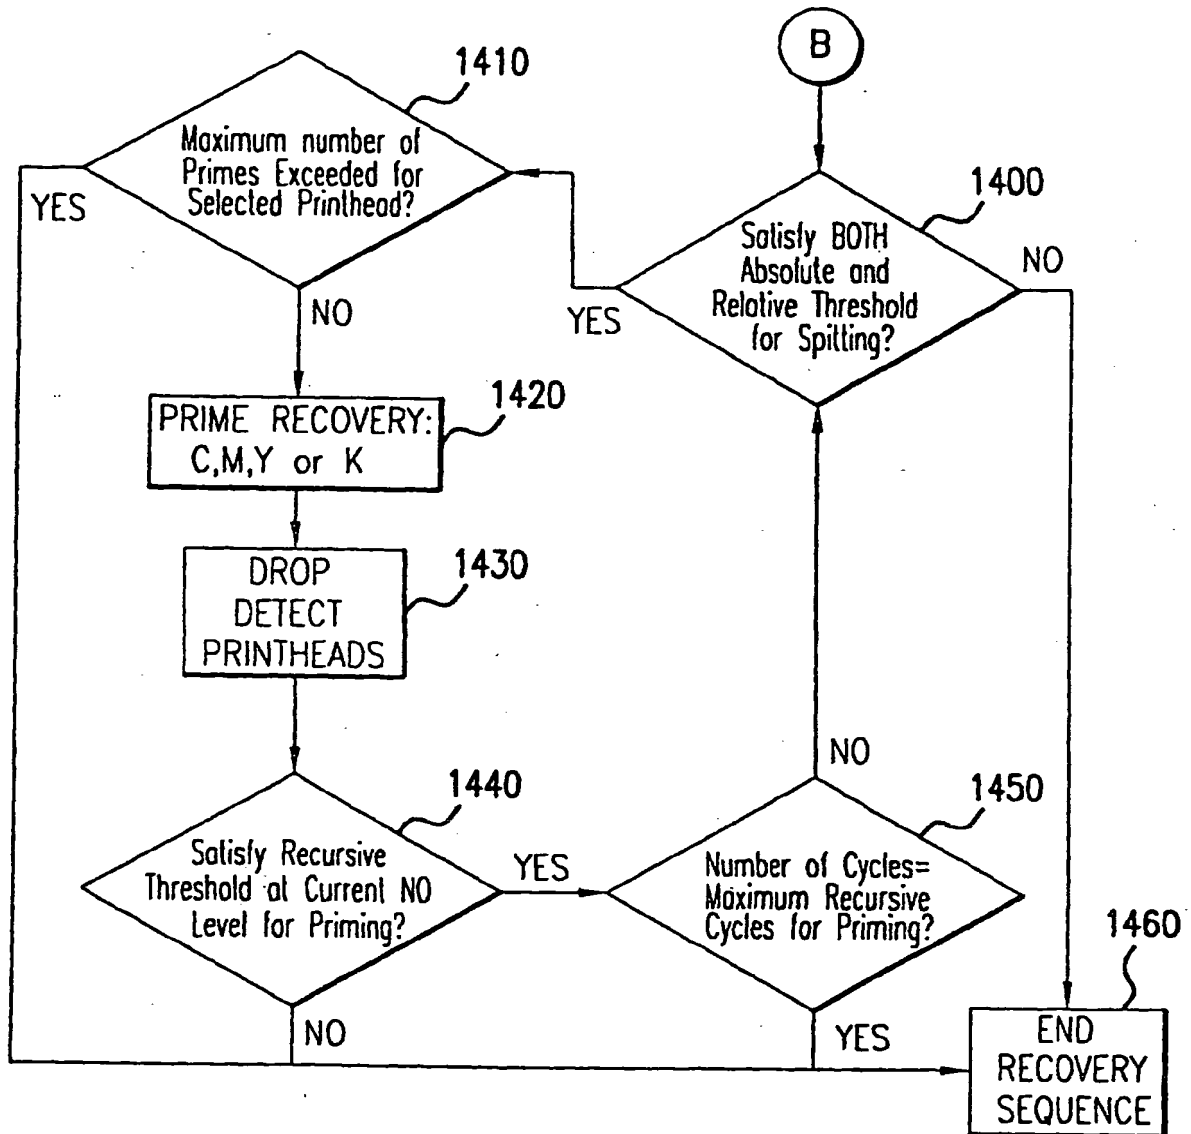 B
1400
Satisfy BOTH
Absolute and
Relative Threshold
for Spitting?
YES
NO
1410
Maximum number of
Primes Exceeded for
Selected Printhead?
YES
NO
1420
PRIME RECOVERY:
C,M,Y or K
1430
DROP
DETECT
PRINTHEADS
1440
Satisfy Recursive
Threshold at Current NO
Level for Priming?
YES
NO
1450
Number of Cycles=
Maximum Recursive
Cycles for Priming?
NO
YES
1460
END
RECOVERY
SEQUENCE